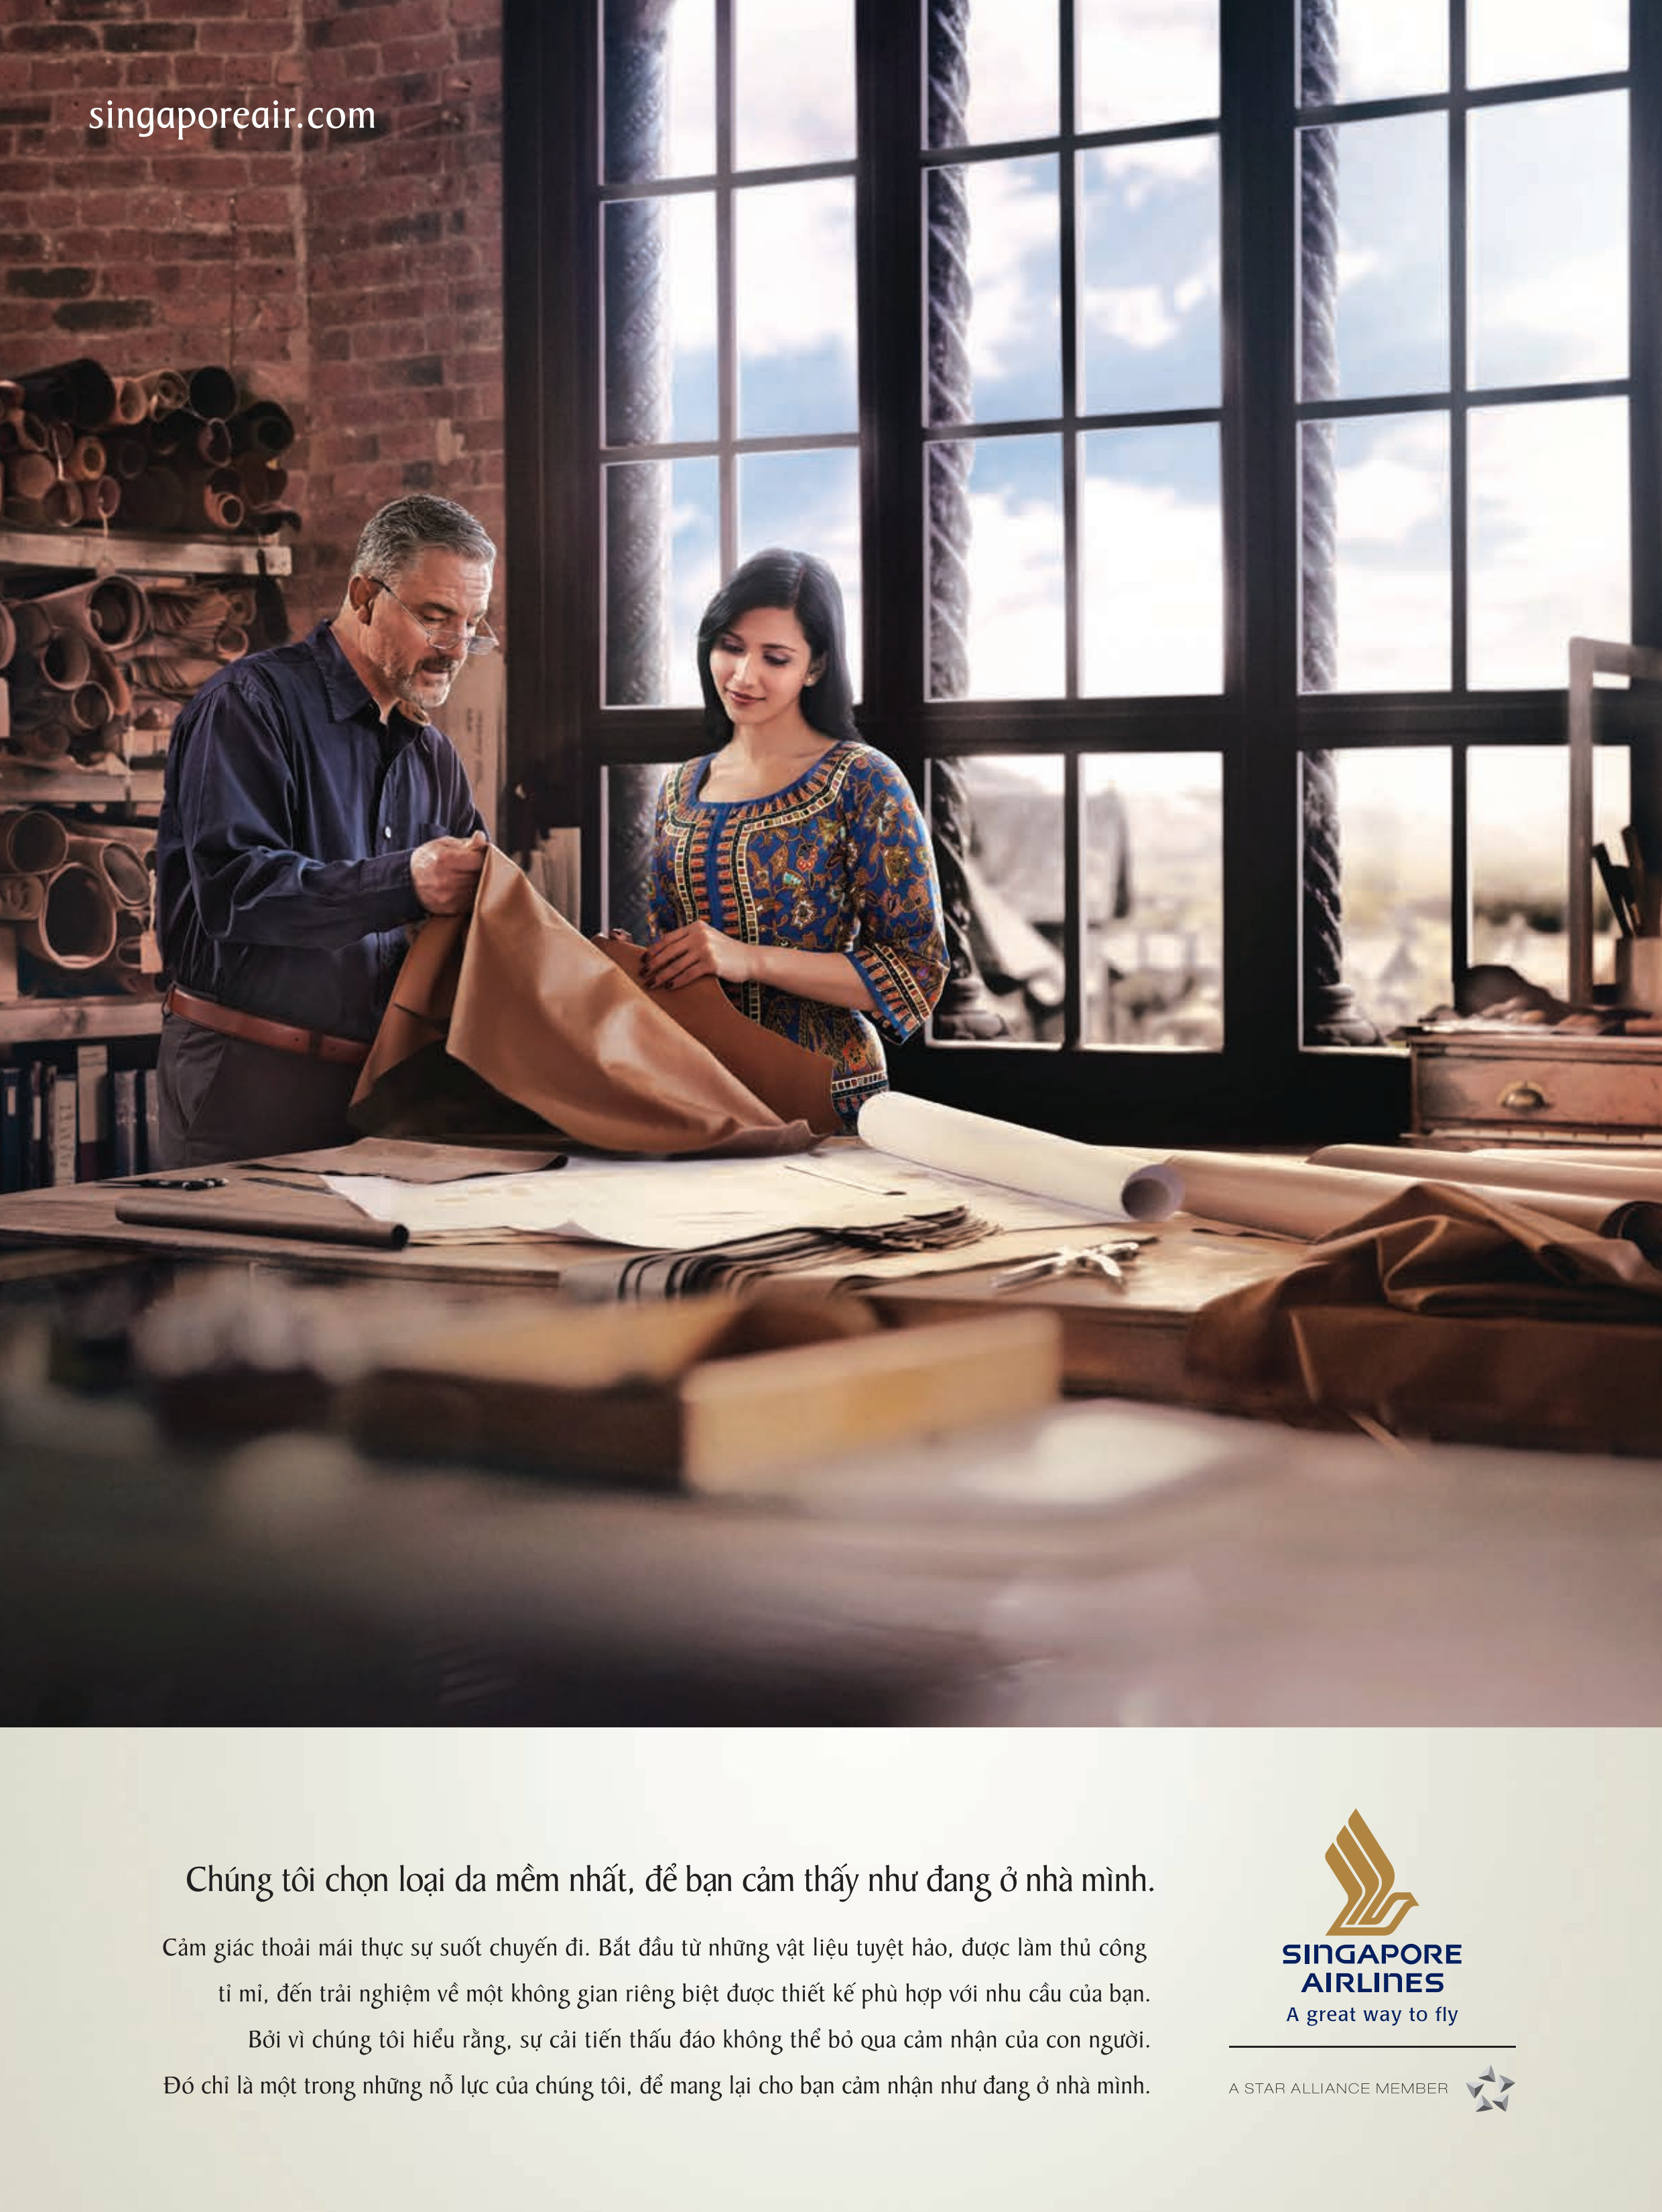 singaporeair.com
Chúng tôi chọn loại da mềm nhất, để bạn cảm thấy như đang ở nhà mình.
Cảm giác thoải mái thực sự suốt chuyến đi. Bắt đầu từ những vật liệu tuyệt hảo, được làm thủ công
tỉ mỉ, đến trải nghiệm về một không gian riêng biệt được thiết kế phù hợp với nhu cầu của bạn.
Bởi vì chúng tôi hiểu rằng, sự cải tiến thấu đáo không thể bỏ qua cảm nhận của con người.
Đó chỉ là một trong những nỗ lực của chúng tôi, để mang lại cho bạn cảm nhận như đang ở nhà mình.
SINGAPORE
AIRLINES
A great way to fly
A STAR ALLIANCE MEMBER